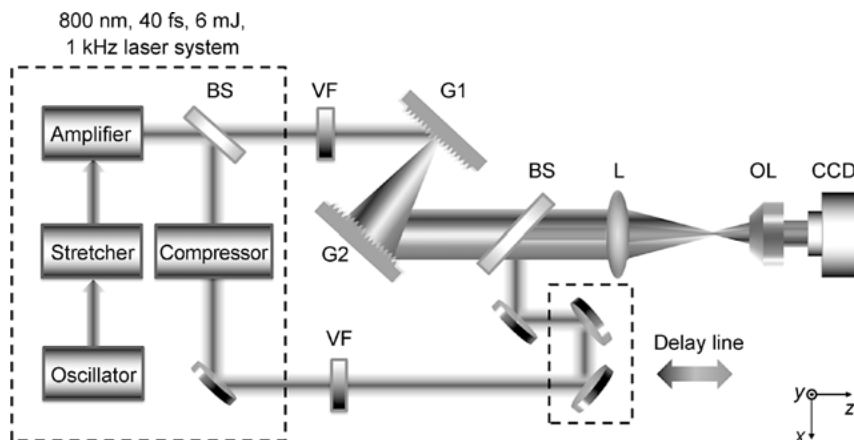 800 nm, 40 fs, 6 mJ,
1 kHz laser system
BS
VF
G1
Amplifier
BS
L
OL
CCD
Stretcher
Compressor
G2
VF
Delay line
Oscillator
y
z
x